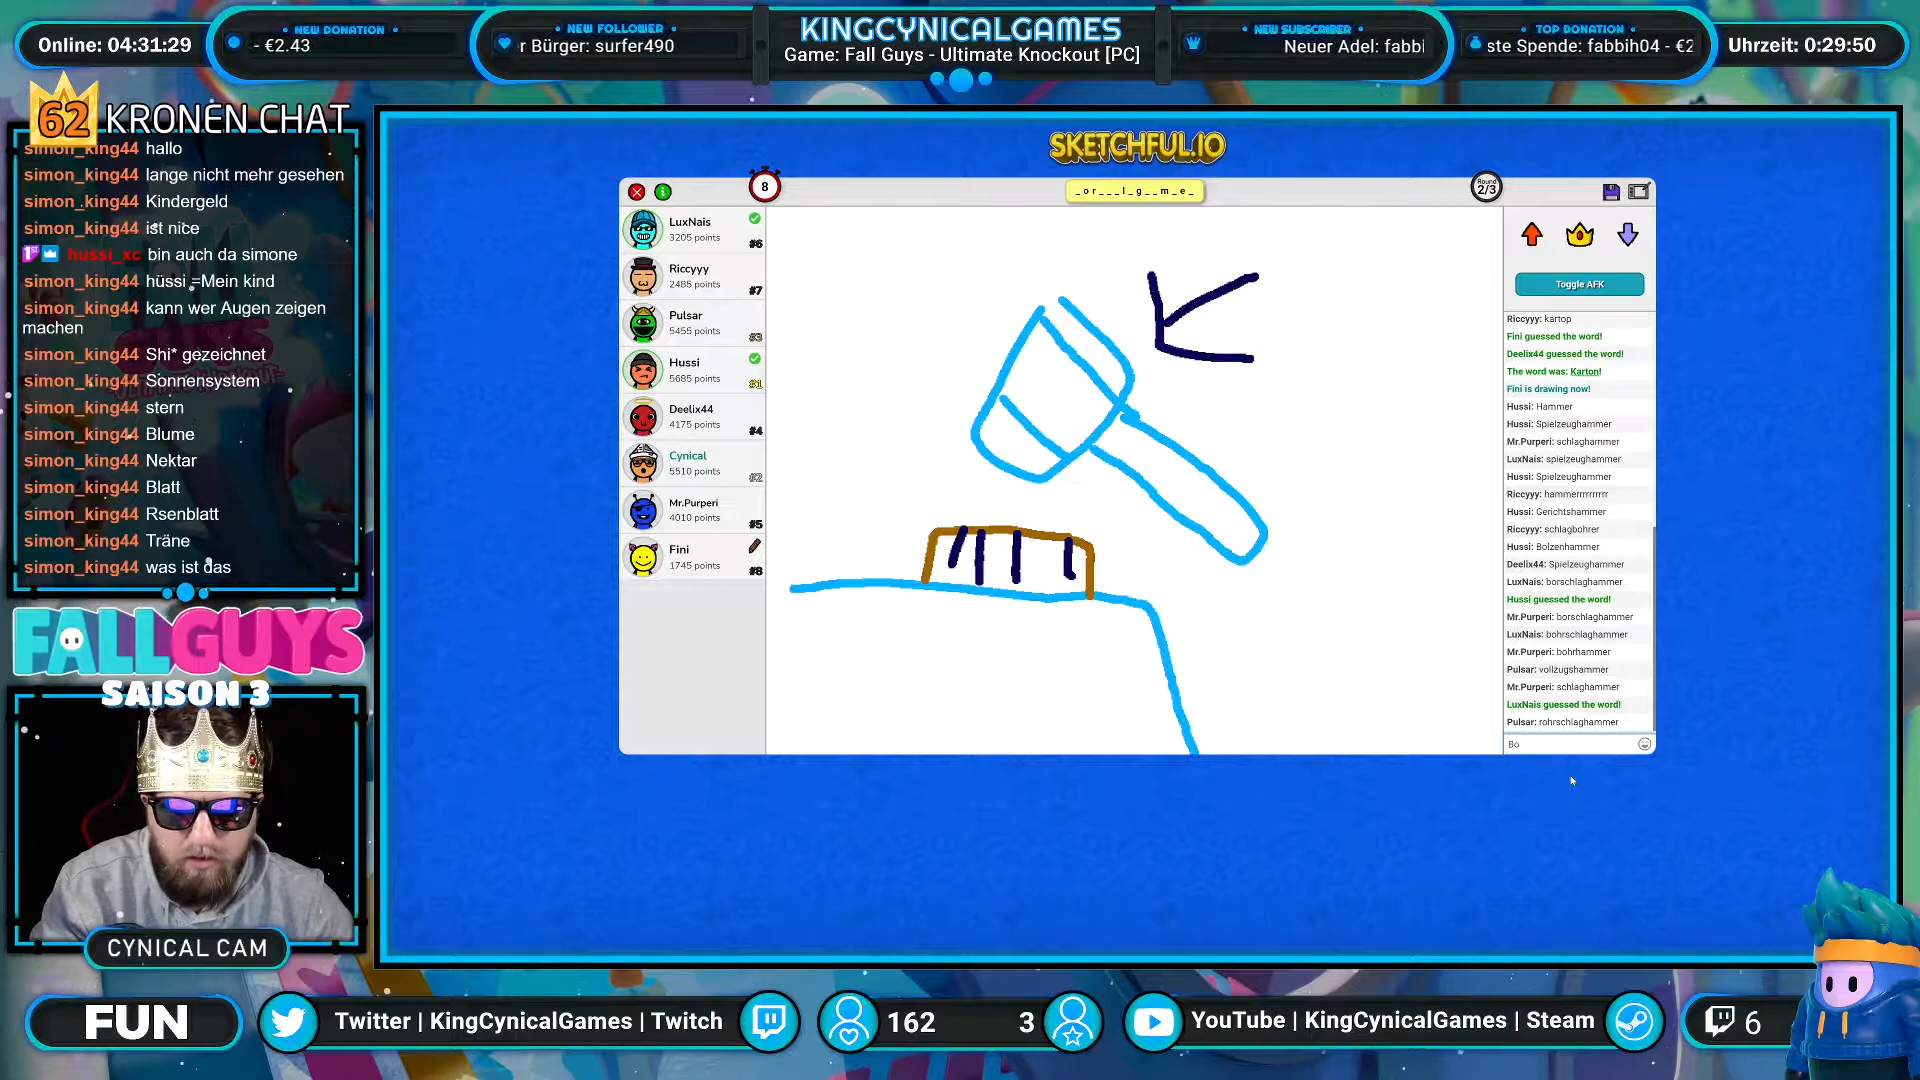 Online: 04:31:29
NEW DONATION
- €2.43
NEW FOLLOWER
r Bürger: surfer490
KINGCYNICALGAMES
Game: Fall Guys - Ultimate Knockout [PC]
NEW SUBSCRIBER
Neuer Adel: fabbi
TOP DONATION
ste Spende: fabbih04 - €2
Uhrzeit: 0:29:50
62 KRONEN CHAT
simon_king44 hallo
simon_king44 lange nicht mehr gesehen
simon_king44 Kindergeld
simon_king44 ist nice
hussi_xc bin auch da simone
simon_king44 hüssi =Mein kind
simon_king44 kann wer Augen zeigen
machen
simon_king44 Shi* gezeichnet
simon_king44 Sonnensystem
simon_king44 stern
simon_king44 Blume
simon_king44 Nektar
simon_king44 Blatt
simon_king44 Rsenblatt
simon_king44 Träne
simon_king44 was ist das
FALL GUYS
SAISON 3
CYNICAL CAM
SKETCHFUL.IO
8
_ o r _ _ _ l _ g _ _ m _ e _
Round
2/3
LuxNais
3205 points
#6
Riccyyy
2485 points
#7
Pulsar
5455 points
#3
Hussi
5685 points
#1
Deelix44
4175 points
#4
Cynical
5510 points
#2
Mr.Purperi
4010 points
#5
Fini
1745 points
#8
Toggle AFK
Riccyyy: kartop
Fini guessed the word!
Deelix44 guessed the word!
The word was: Karton!
Fini is drawing now!
Hussi: Hammer
Hussi: Spielzeughammer
Mr.Purperi: schlaghammer
LuxNais: spielzeughammer
Hussi: Spielzeughammer
Riccyyy: hammerrrrrrrrrr
Hussi: Gerichtshammer
Riccyyy: schlagbohrer
Hussi: Bolzenhammer
Deelix44: Spielzeughammer
LuxNais: borschlaghammer
Hussi guessed the word!
Mr.Purperi: borschlaghammer
LuxNais: bohrschlaghammer
Mr.Purperi: bohrhammer
Pulsar: vollzugshammer
Mr.Purperi: schlaghammer
LuxNais guessed the word!
Pulsar: rohrschlaghammer
Bo
FUN
Twitter | KingCynicalGames | Twitch
162
3
YouTube | KingCynicalGames | Steam
6